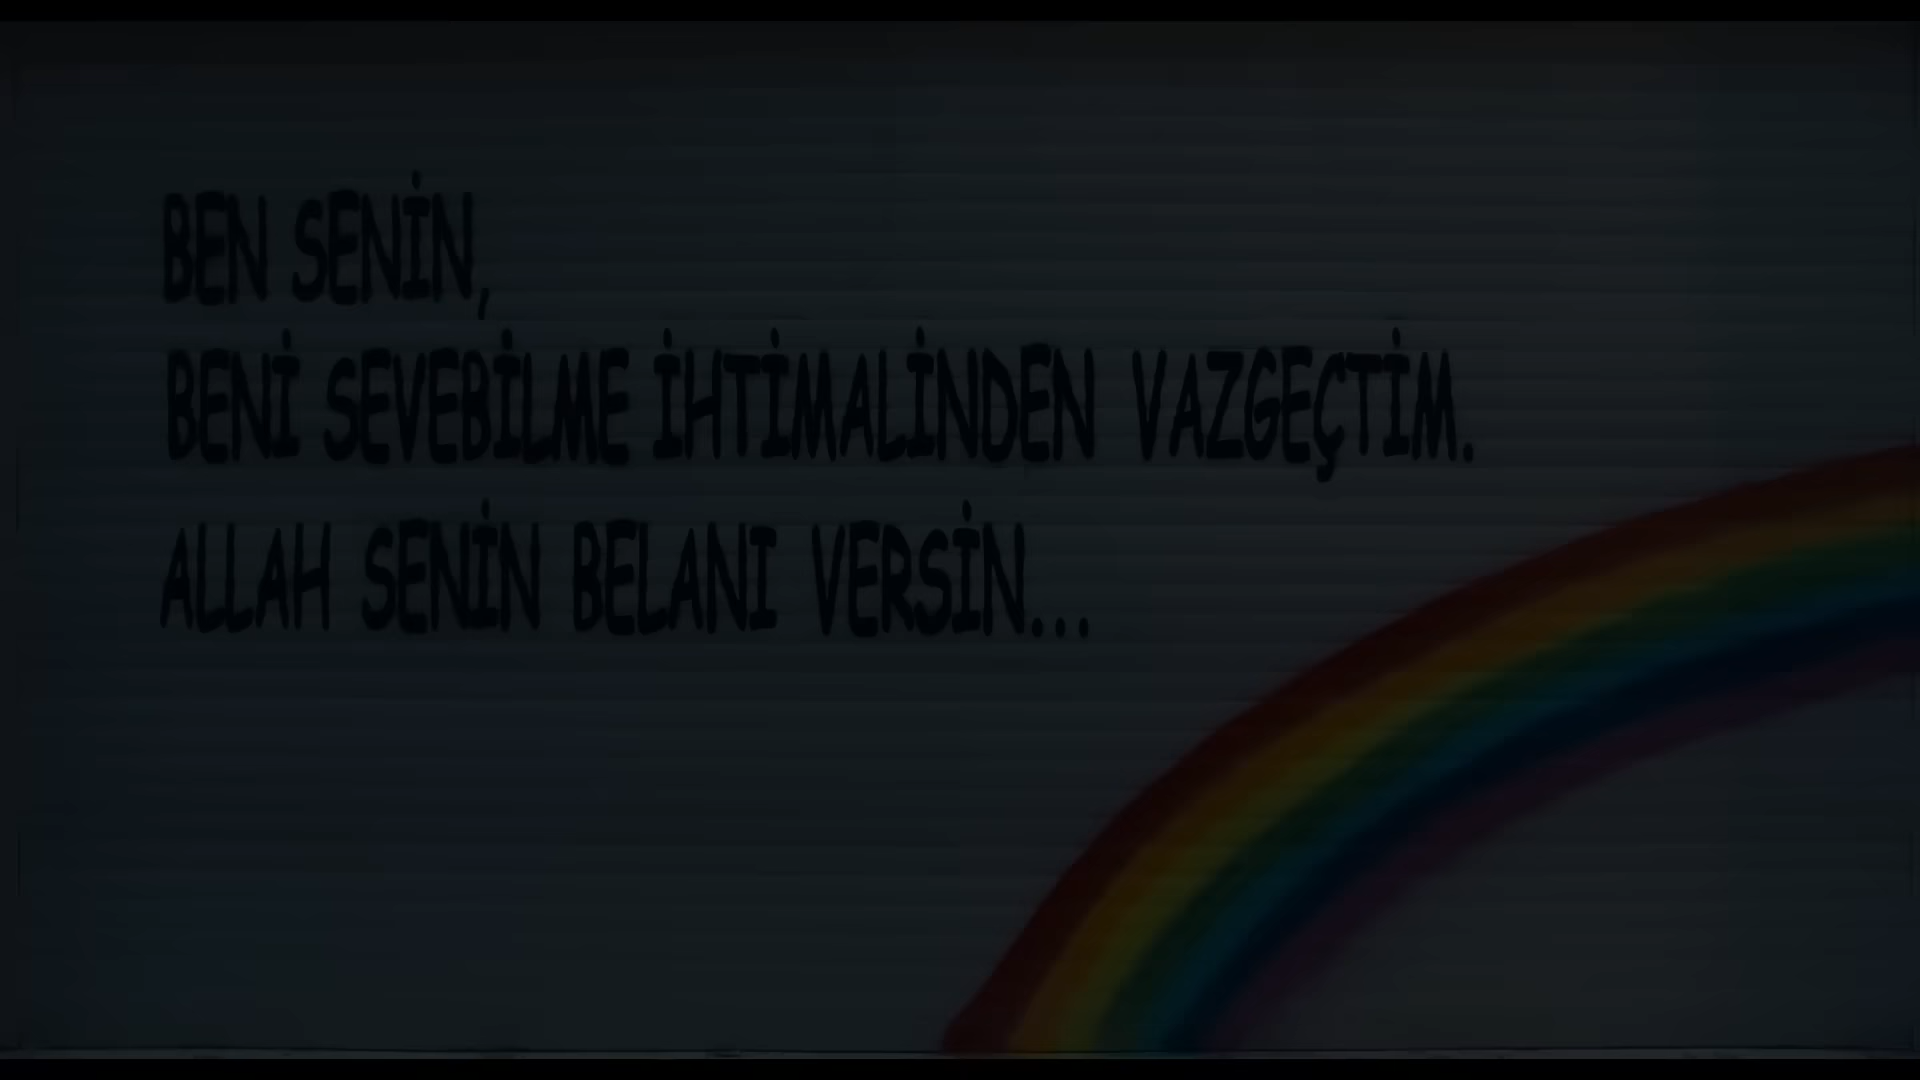 BEN SENİN,
BENİ SEVEBİLME İHTİMALİNDEN VAZGEÇTİM.
ALLAH SENİN BELANI VERSİN...